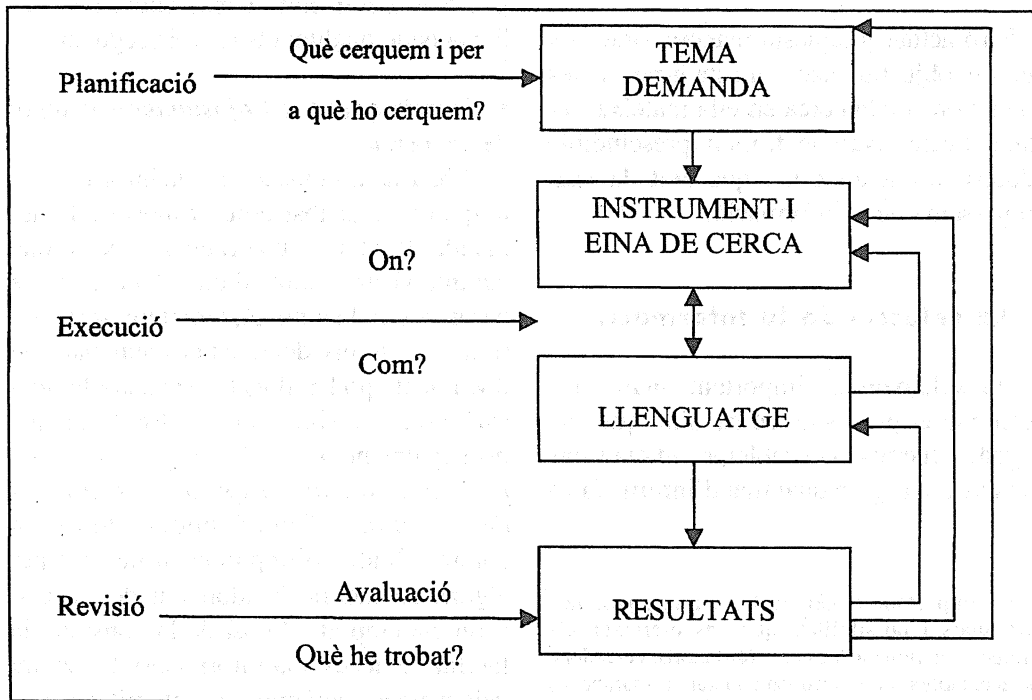 Planificació
Què cerquem i per
a què ho cerquem?
TEMA
DEMANDA
INSTRUMENT I
EINA DE CERCA
On?
Execució
Com?
LLENGUATGE
Revisió
Avaluació
Què he trobat?
RESULTATS